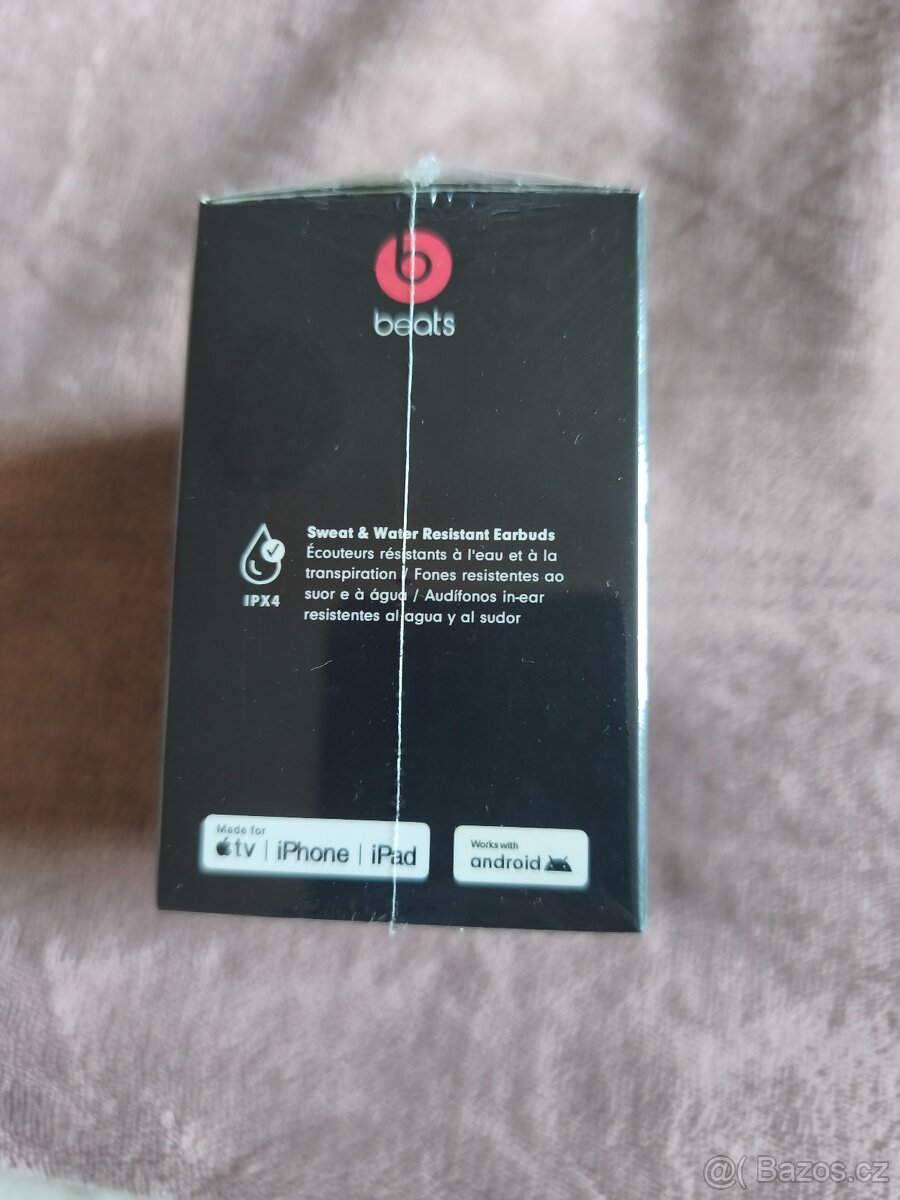 beats
Sweat & Water Resistant Earbuds
Écouteurs résistants à l'eau et à la
transpiration / Fones resistentes ao
suor e à água / Audífonos in-ear
resistentes al agua y al sudor
IPX4
Made for
tv | iPhone | iPad
Works with
android
@( Bazos.cz